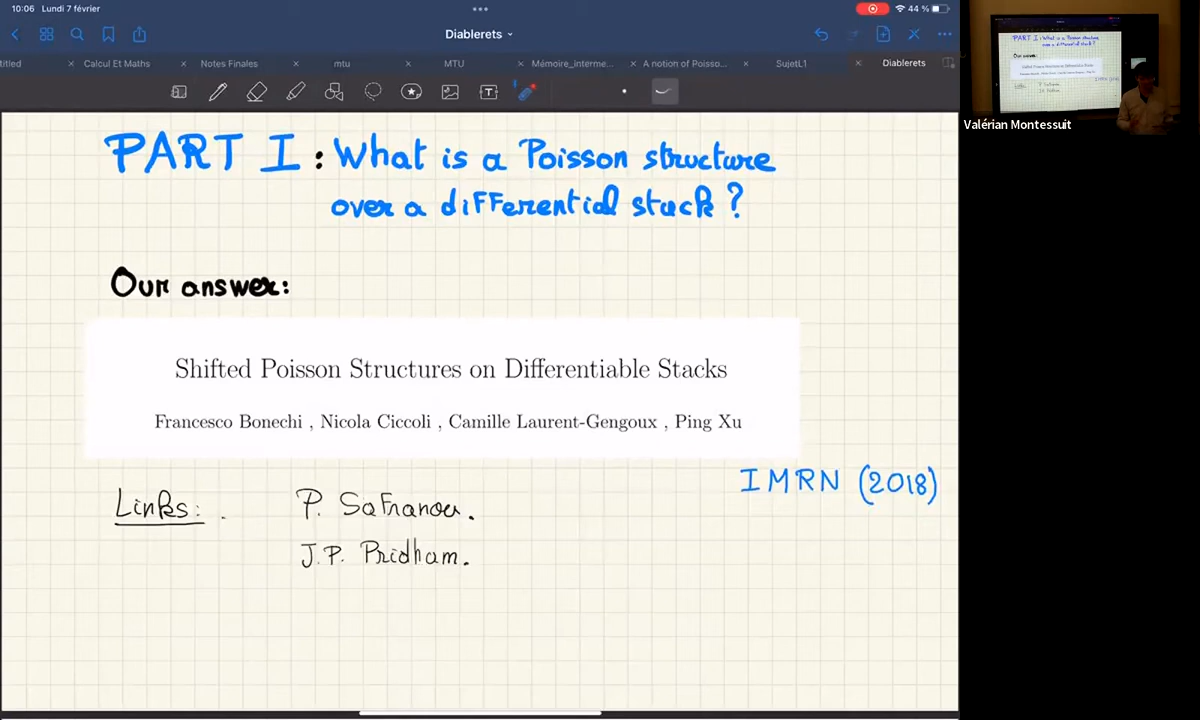 10:06 Lundi 7 février
44 %
Diablerets
Calcul Et Maths
Notes Finales
mtu
MTU
Mémoire_interme...
A notion of Poisso...
SujetL1
Diablerets
PART I : What is a Poisson structure
over a differential stack ?
Our answer:
Shifted Poisson Structures on Differentiable Stacks
Francesco Bonechi , Nicola Ciccoli , Camille Laurent-Gengoux , Ping Xu
IMRN (2018)
Links:
P. Safranov.
J.P. Pridham.
Valérian Montessuit